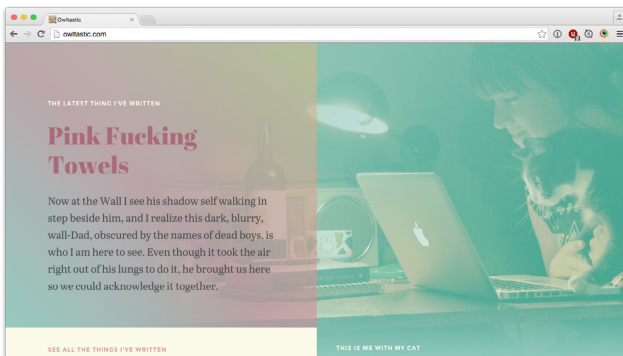 Owltastic
owltastic.com
THE LATEST THING I'VE WRITTEN
Pink Fucking
Towels
Now at the Wall I see his shadow self walking in
step beside him, and I realize this dark, blurry,
wall-Dad, obscured by the names of dead boys, is
who I am here to see. Even though it took the air
right out of his lungs to do it, he brought us here
so we could acknowledge it together.
SEE ALL THE THINGS I'VE WRITTEN
THIS IS ME WITH MY CAT